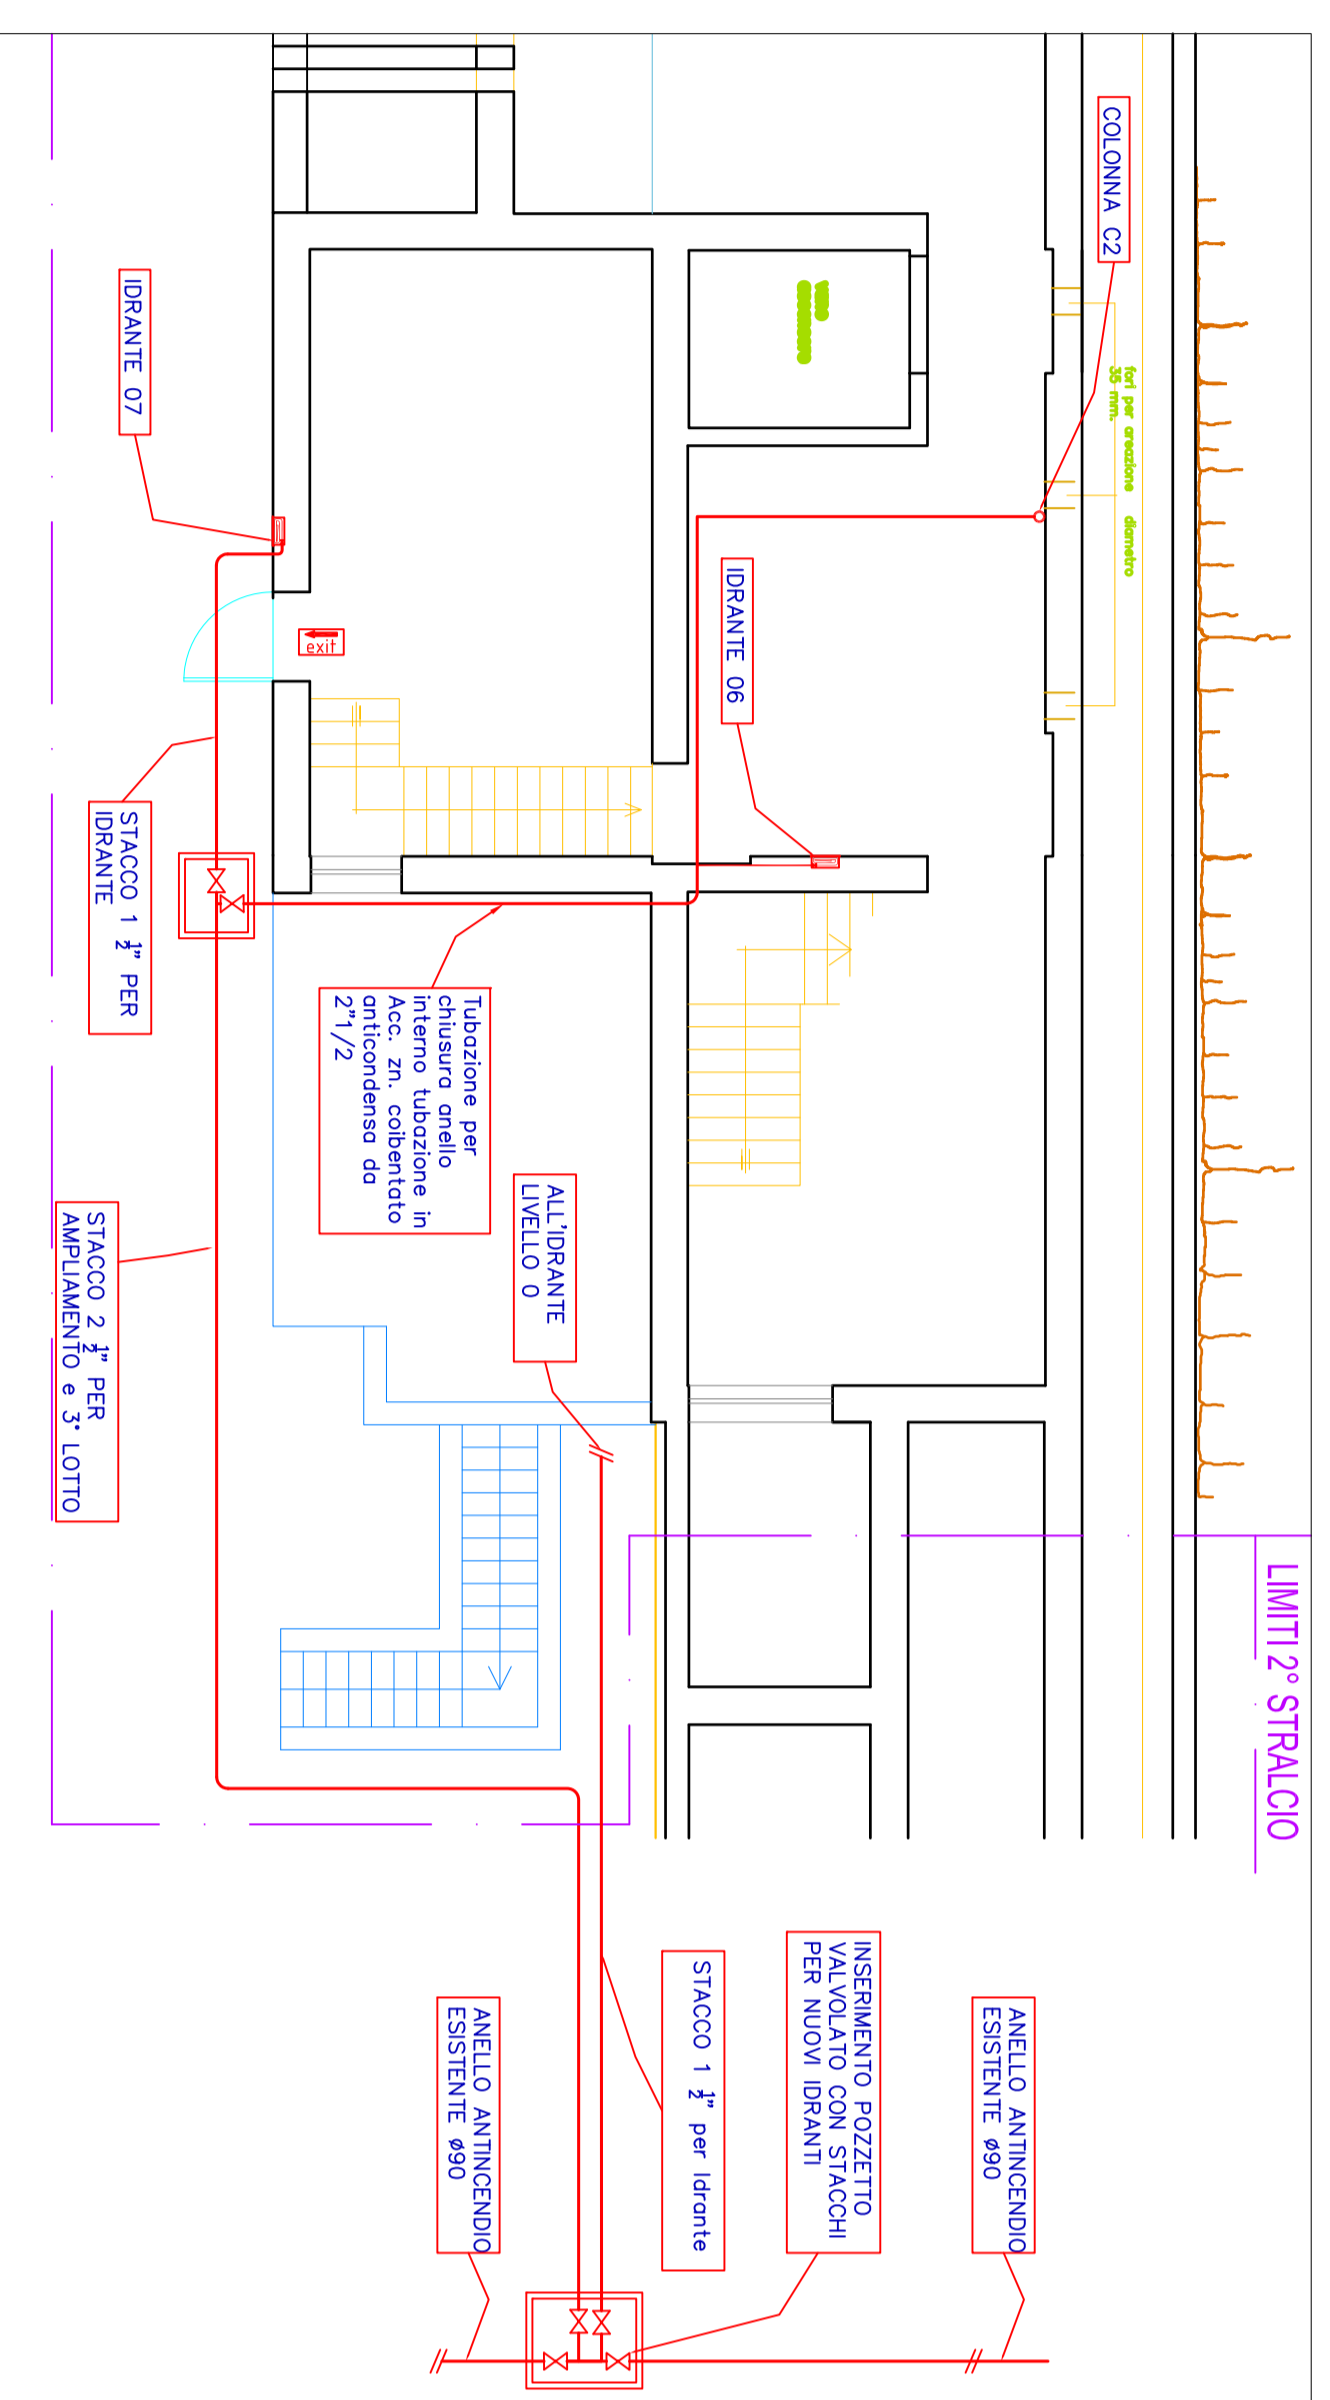 LIMITI 2° STRALCIO
COLONNA C2
fori per areazione diametro
35 mm.
IDRANTE 06
IDRANTE 07
exit
STACCO 1 1/2" PER
IDRANTE
Tubazione per
chiusura anello
interno tubazione in
Acc. zn. coibentato
anticondensa da
2"1/2
ALL'IDRANTE
LIVELLO 0
STACCO 2 1/2" PER
AMPLIAMENTO e 3° LOTTO
ANELLO ANTINCENDIO
ESISTENTE ø90
INSERIMENTO POZZETTO
VALVOLATO CON STACCHI
PER NUOVI IDRANTI
STACCO 1 1/2" per Idrante
ANELLO ANTINCENDIO
ESISTENTE ø90